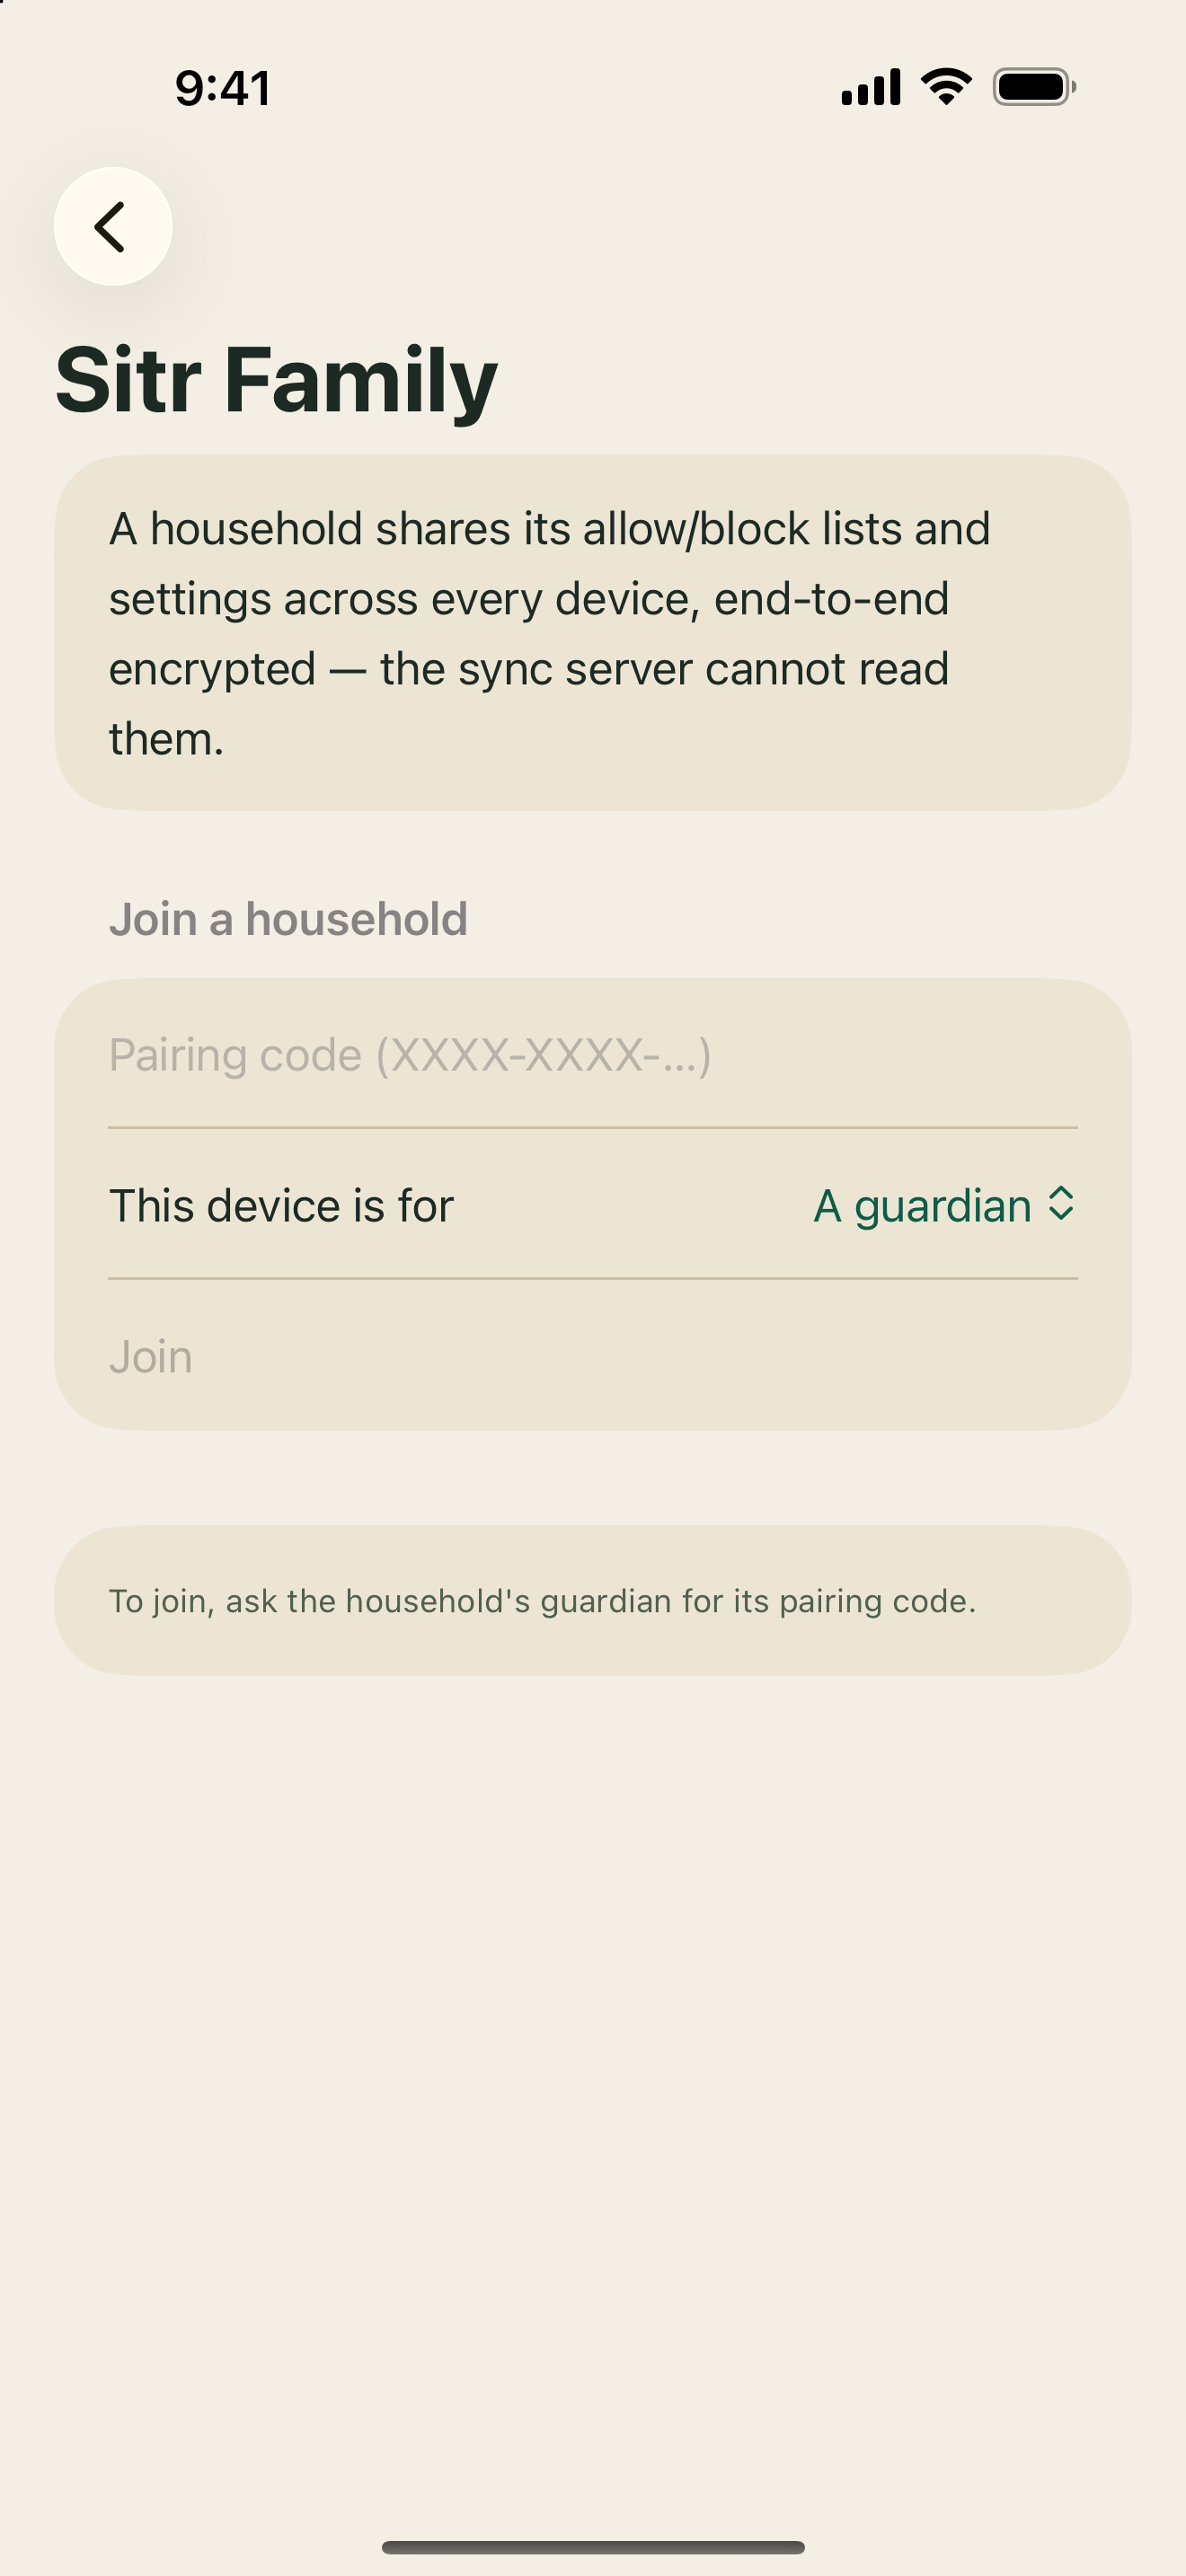 9:41
Sitr Family
A household shares its allow/block lists and
settings across every device, end-to-end
encrypted — the sync server cannot read
them.
Join a household
Pairing code (XXXX-XXXX-...)
This device is for A guardian
Join
To join, ask the household's guardian for its pairing code.